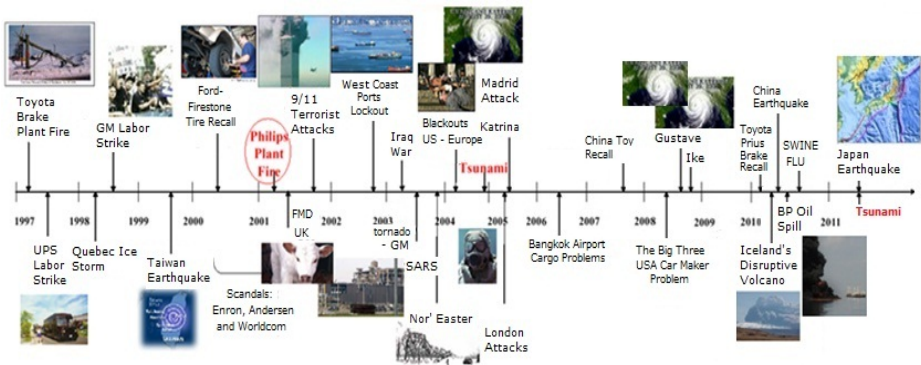 Toyota
Brake
Plant Fire
GM Labor
Strike
Ford-
Firestone
Tire Recall
Philips
Plant
Fire
9/11
Terrorist
Attacks
West Coast
Ports
Lockout
Iraq
War
Blackouts
US - Europe
Tsunami
Madrid
Attack
Katrina
China Toy
Recall
Gustave
Ike
Toyota
Prius
Brake
Recall
China
Earthquake
SWINE
FLU
Japan
Earthquake
1997
1998
1999
2000
2001
2002
2003
2004
2005
2006
2007
2008
2009
2010
2011
Tsunami
UPS
Labor
Strike
Quebec Ice
Storm
Taiwan
Earthquake
Scandals:
Enron, Andersen
and Worldcom
FMD
UK
tornado
- GM
SARS
Nor' Easter
London
Attacks
Bangkok Airport
Cargo Problems
The Big Three
USA Car Maker
Problem
Iceland's
Disruptive
Volcano
BP Oil
Spill